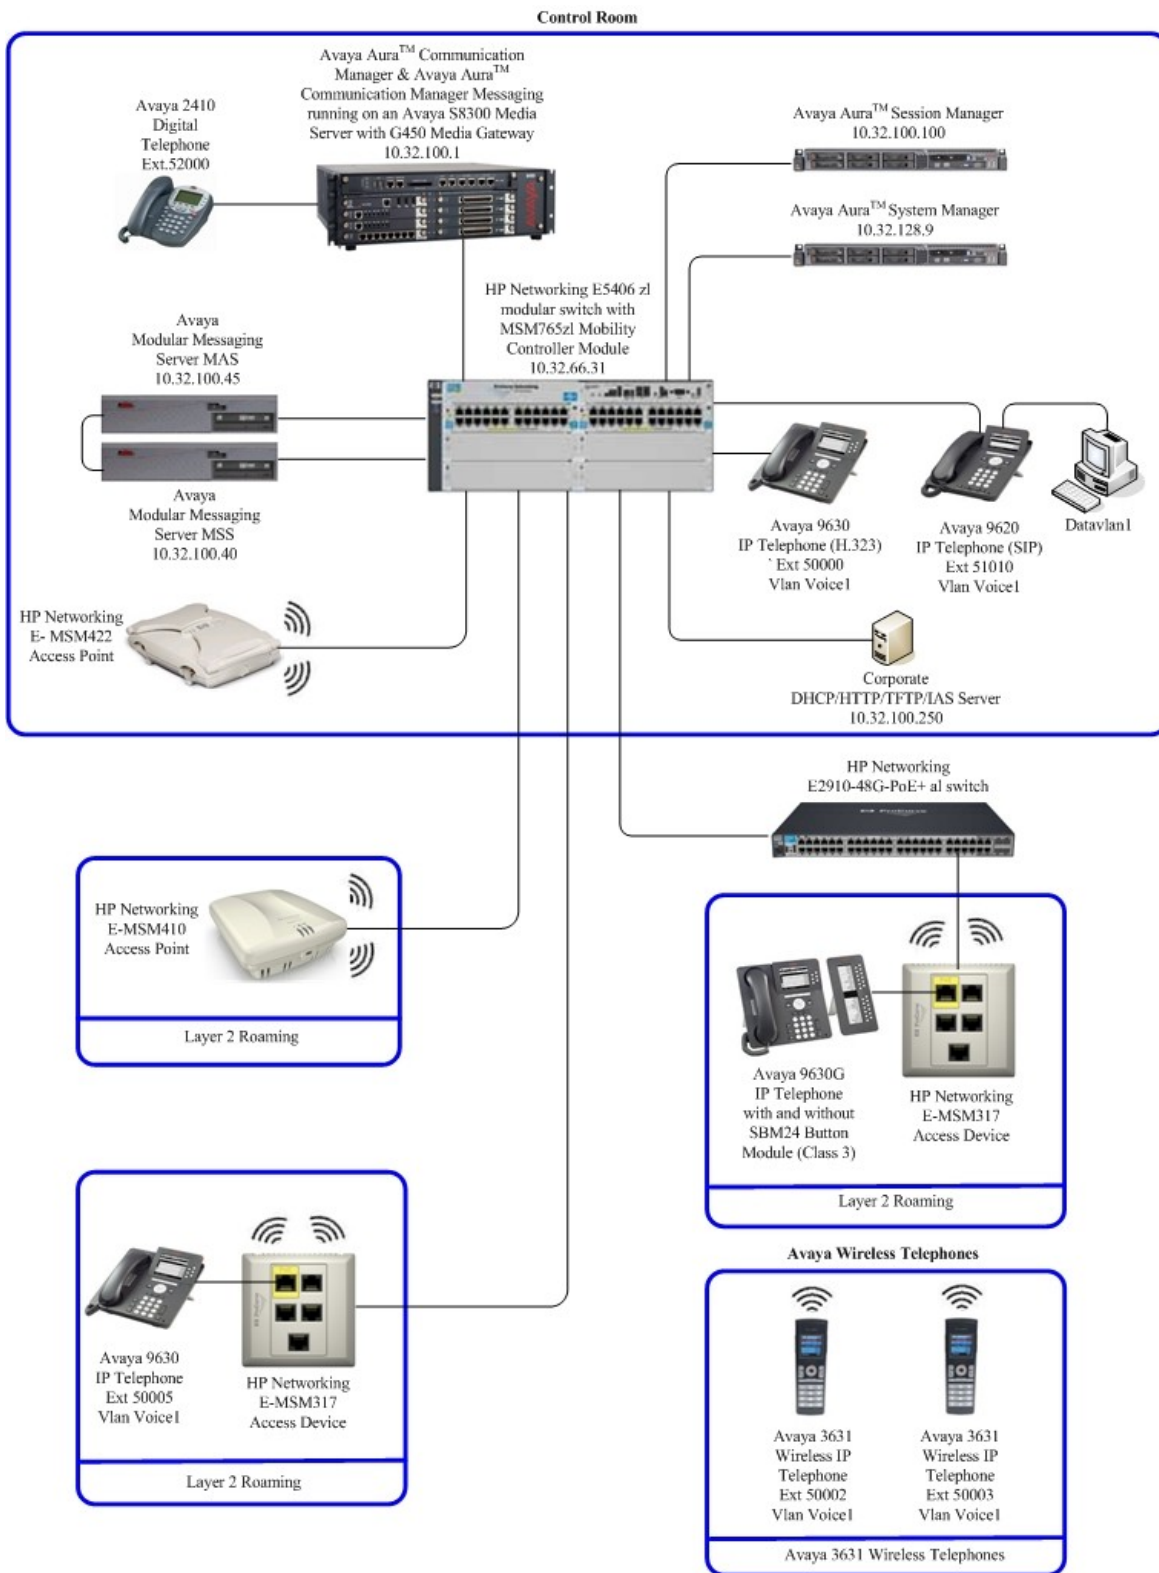 Control Room
Avaya Aura™ Communication
Manager & Avaya Aura™
Communication Manager Messaging
running on an Avaya S8300 Media
Server with G450 Media Gateway
10.32.100.1
Avaya 2410
Digital
Telephone
Ext.52000
Avaya Aura™ Session Manager
10.32.100.100
Avaya Aura™ System Manager
10.32.128.9
AVAYA
HP Networking E5406 zl
modular switch with
MSM765zl Mobility
Controller Module
10.32.66.31
Avaya
Modular Messaging
Server MAS
10.32.100.45
Avaya
Modular Messaging
Server MSS
10.32.100.40
Avaya 9630
IP Telephone (H.323)
` Ext 50000
Vlan Voice1
Avaya 9620
IP Telephone (SIP)
Ext 51010
Vlan Voice1
Datavlan1
HP Networking
E- MSM422
Access Point
Corporate
DHCP/HTTP/TFTP/IAS Server
10.32.100.250
HP Networking
E2910-48G-PoE+ al switch
HP Networking
E-MSM410
Access Point
Layer 2 Roaming
Avaya 9630G
IP Telephone
with and without
SBM24 Button
Module (Class 3)
HP Networking
E-MSM317
Access Device
Layer 2 Roaming
Avaya 9630
IP Telephone
Ext 50005
Vlan Voice1
HP Networking
E-MSM317
Access Device
Layer 2 Roaming
Avaya Wireless Telephones
Avaya 3631
Wireless IP
Telephone
Ext 50002
Vlan Voice1
Avaya 3631
Wireless IP
Telephone
Ext 50003
Vlan Voice1
Avaya 3631 Wireless Telephones